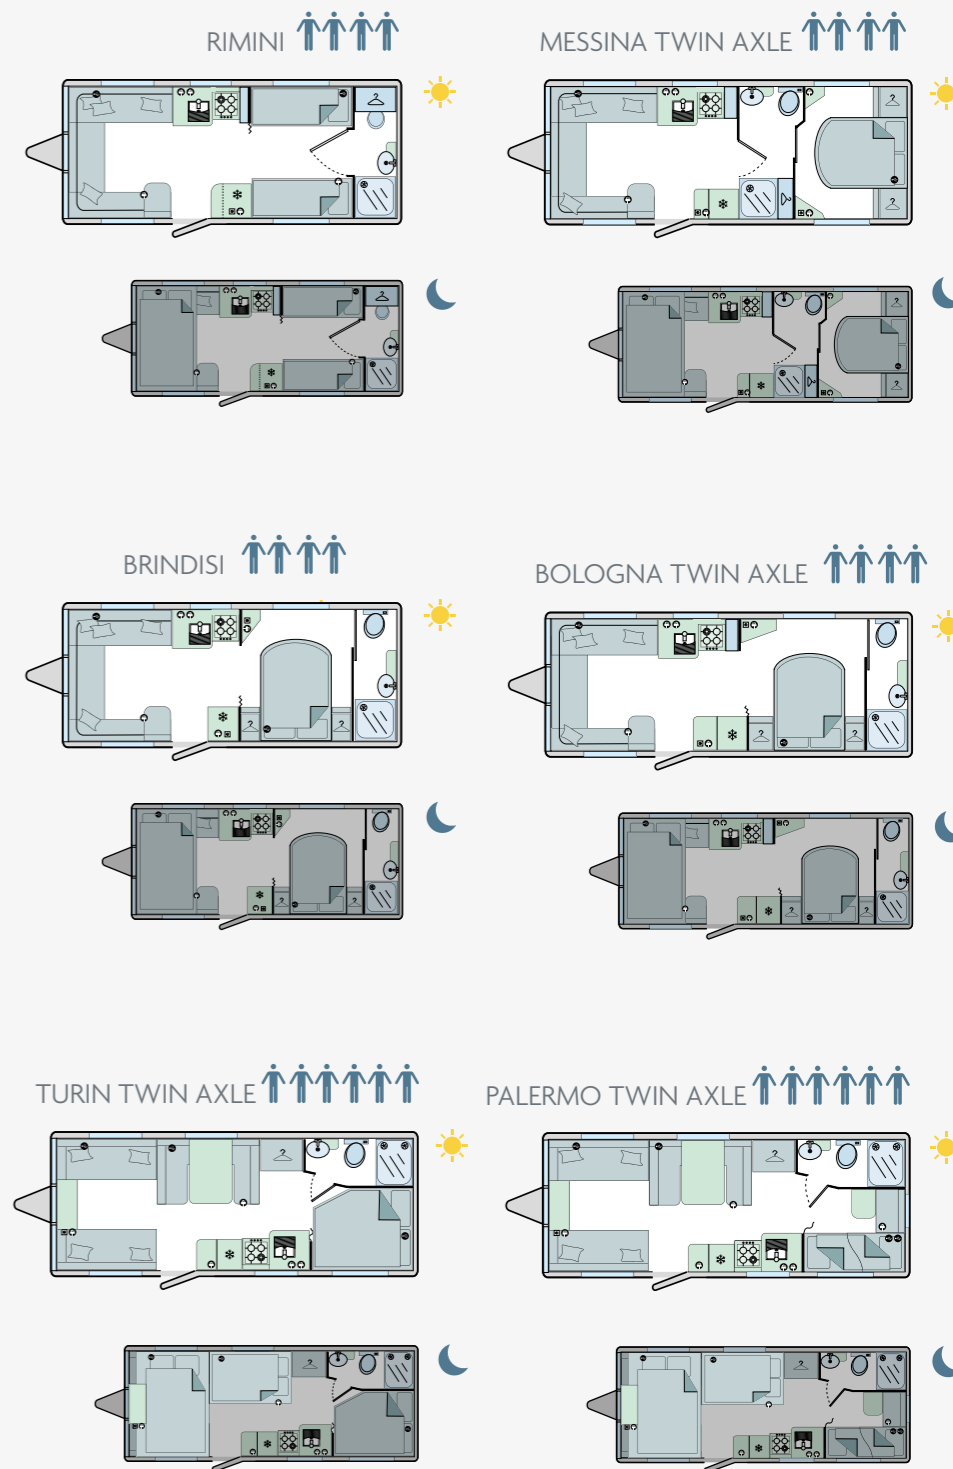 RIMINI
MESSINA TWIN AXLE
BRINDISI
BOLOGNA TWIN AXLE
TURIN TWIN AXLE
PALERMO TWIN AXLE